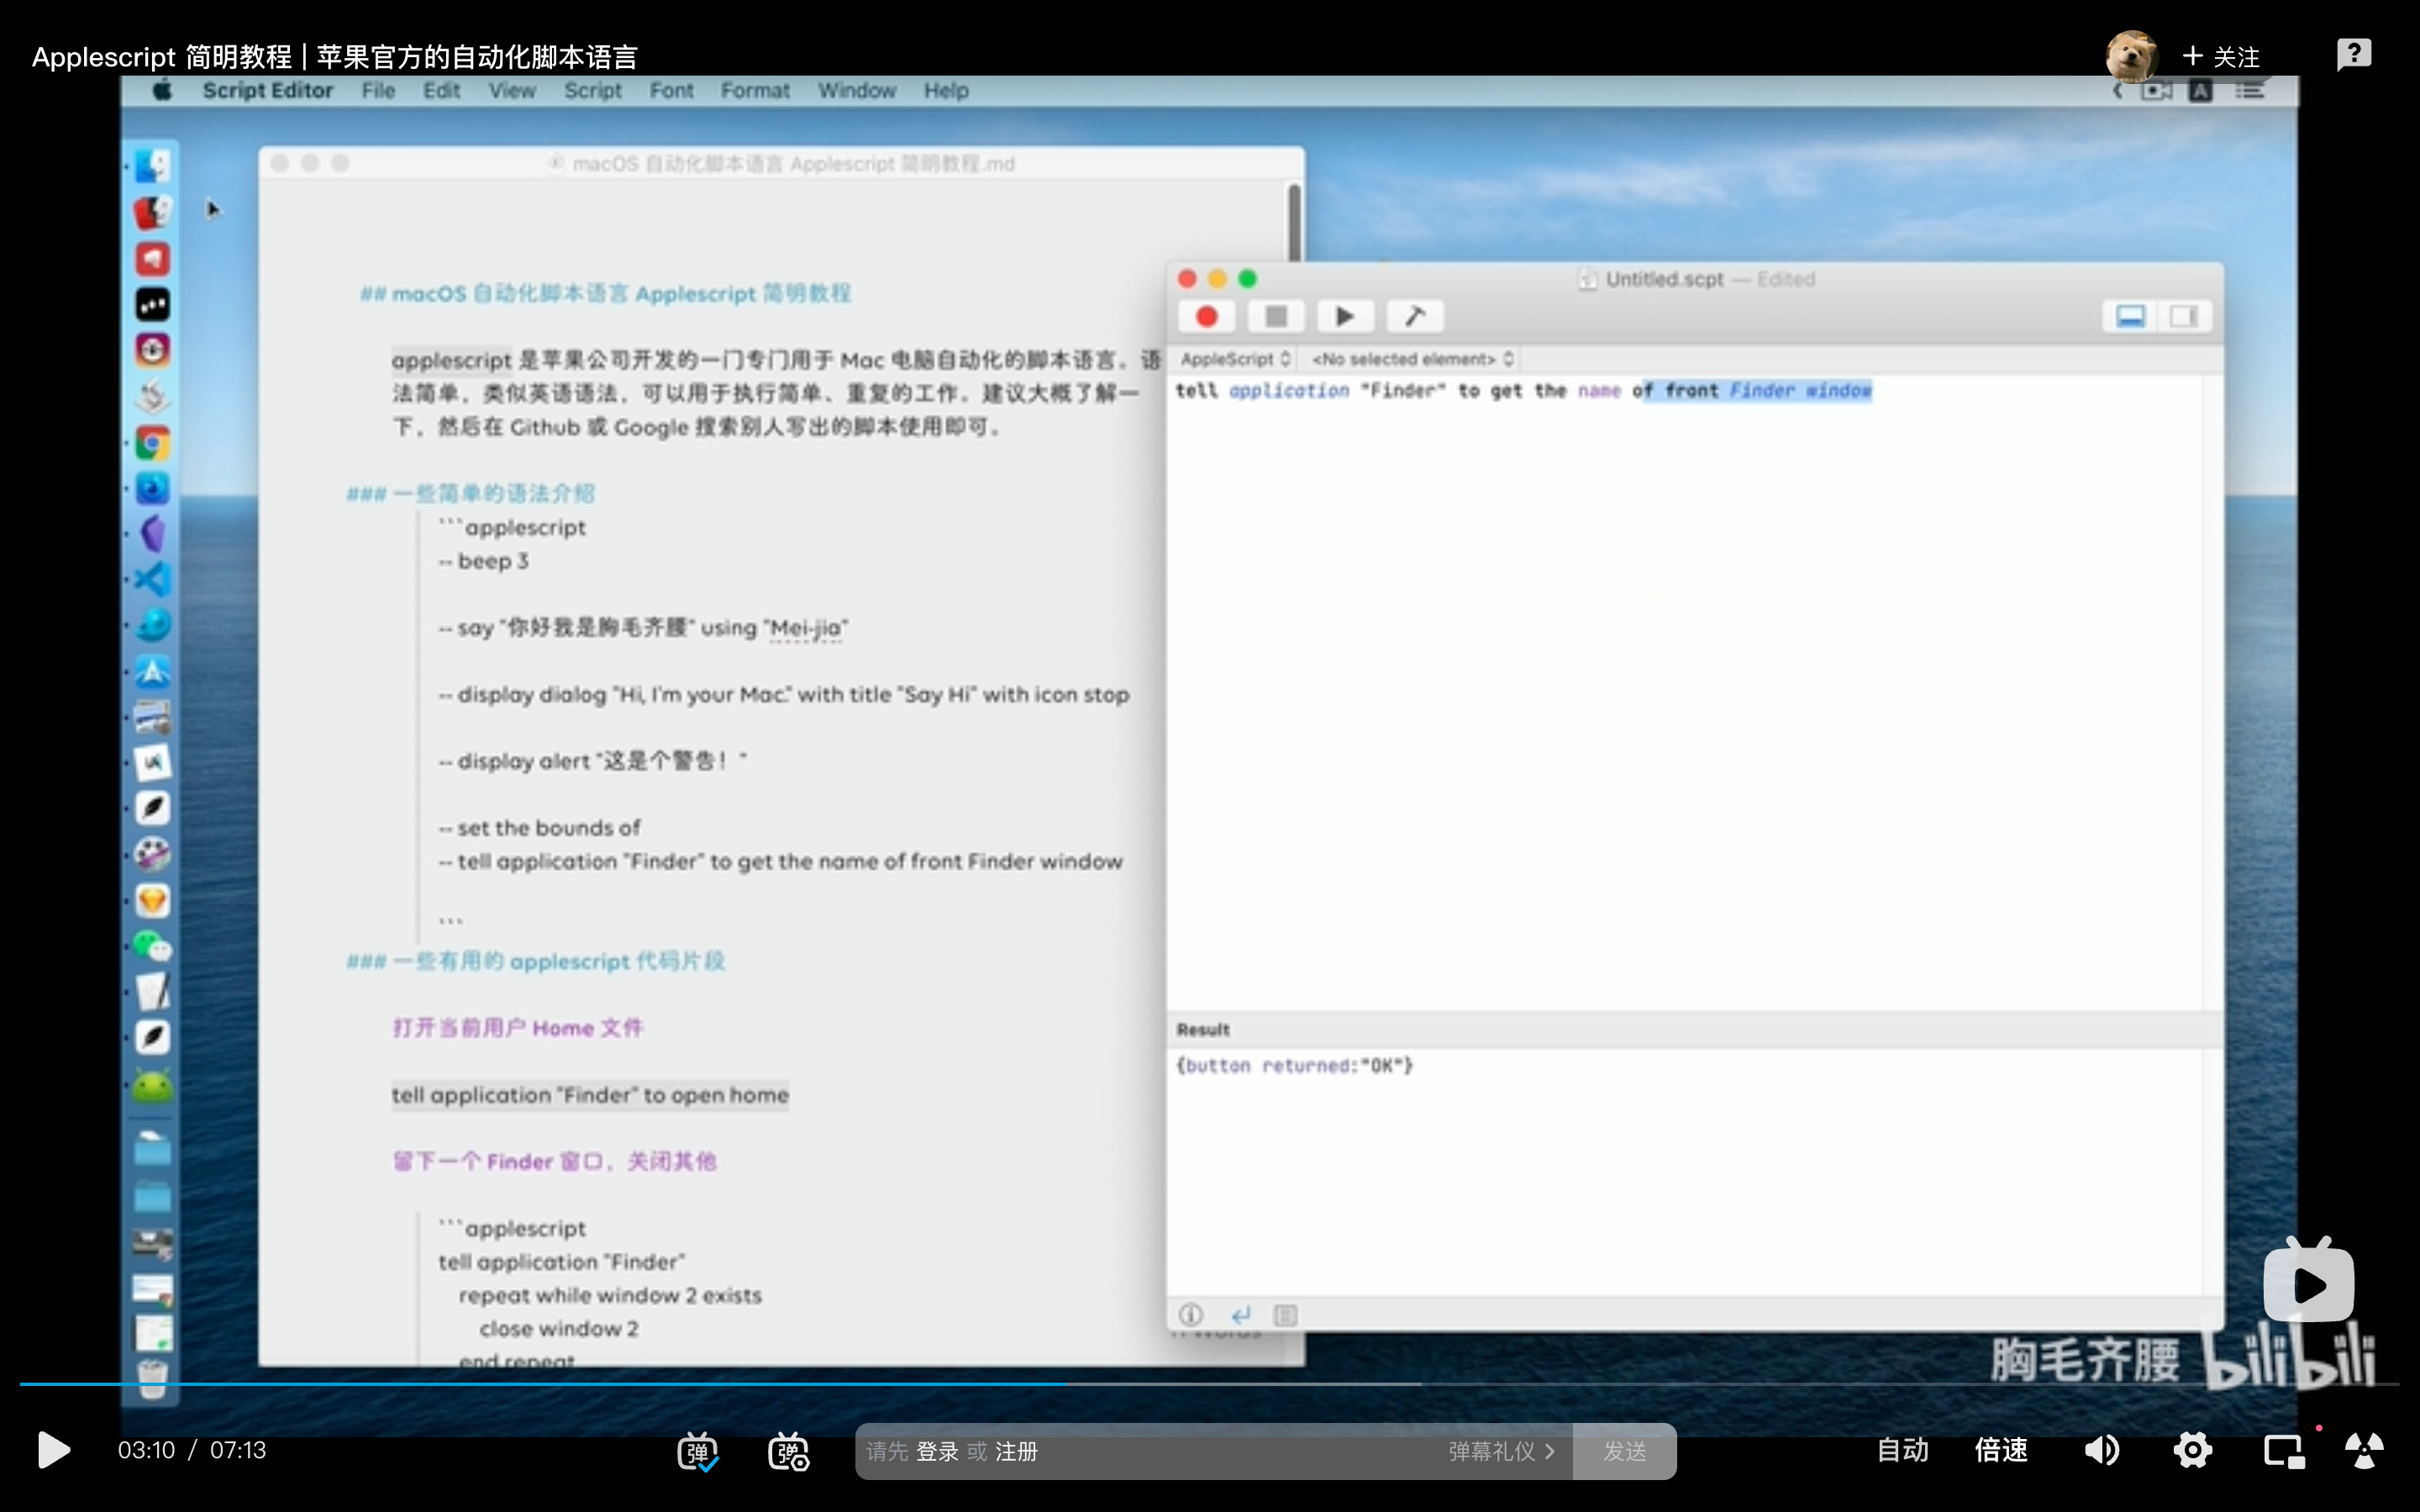 Applescript 简明教程 | 苹果官方的自动化脚本语言
+ 关注
Script Editor File Edit View Script Font Format Window Help
macOS 自动化脚本语言 Applescript 简明教程.md
## macOS 自动化脚本语言 Applescript 简明教程
applescript 是苹果公司开发的一门专门用于 Mac 电脑自动化的脚本语言。语
法简单，类似英语语法，可以用于执行简单、重复的工作。建议大概了解一
下，然后在 Github 或 Google 搜索别人写出的脚本使用即可。
### 一些简单的语法介绍
```applescript
-- beep 3
-- say "你好我是胸毛齐腰" using "Mei-jia"
-- display dialog "Hi, I'm your Mac." with title "Say Hi" with icon stop
-- display alert "这是个警告！"
-- set the bounds of
-- tell application "Finder" to get the name of front Finder window
```
### 一些有用的 applescript 代码片段
打开当前用户 Home 文件
tell application "Finder" to open home
留下一个 Finder 窗口，关闭其他
```applescript
tell application "Finder"
repeat while window 2 exists
close window 2
end repeat
Untitled.scpt — Edited
AppleScript <No selected element>
tell application "Finder" to get the name of front Finder window
Result
{button returned:"OK"}
胸毛齐腰 bilibili
03:10 / 07:13
弹 弹
请先 登录 或 注册
弹幕礼仪 >
发送
自动 倍速